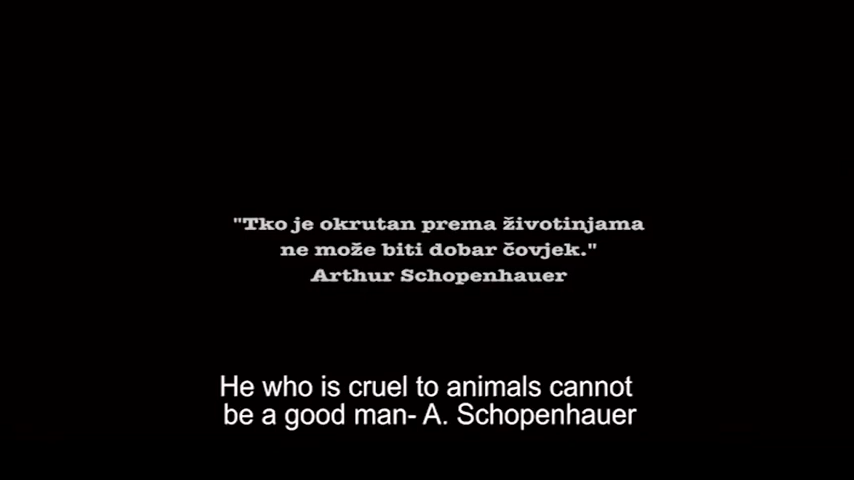 "Tko je okrutan prema životinjama
ne može biti dobar čovjek."
Arthur Schopenhauer
He who is cruel to animals cannot
be a good man- A. Schopenhauer